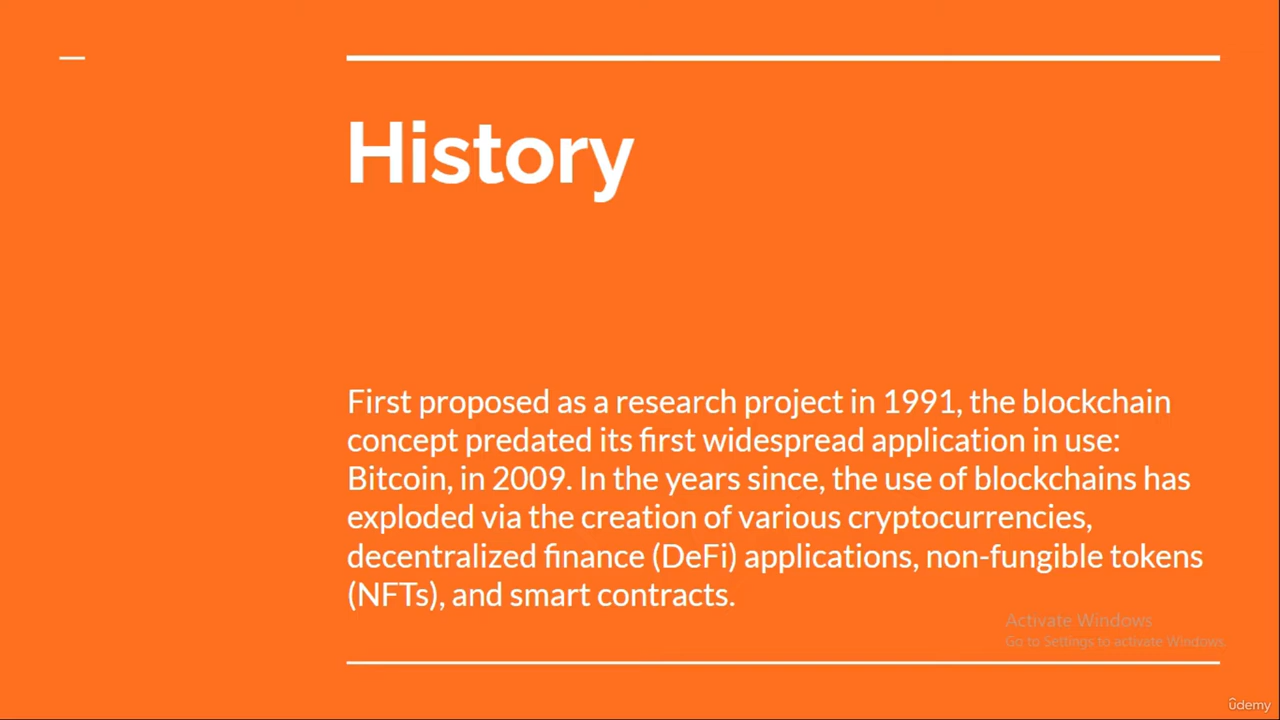 History
First proposed as a research project in 1991, the blockchain
concept predated its first widespread application in use:
Bitcoin, in 2009. In the years since, the use of blockchains has
exploded via the creation of various cryptocurrencies,
decentralized finance (DeFi) applications, non-fungible tokens
(NFTs), and smart contracts.
Activate Windows
Go to Settings to activate Windows.
ûdemy